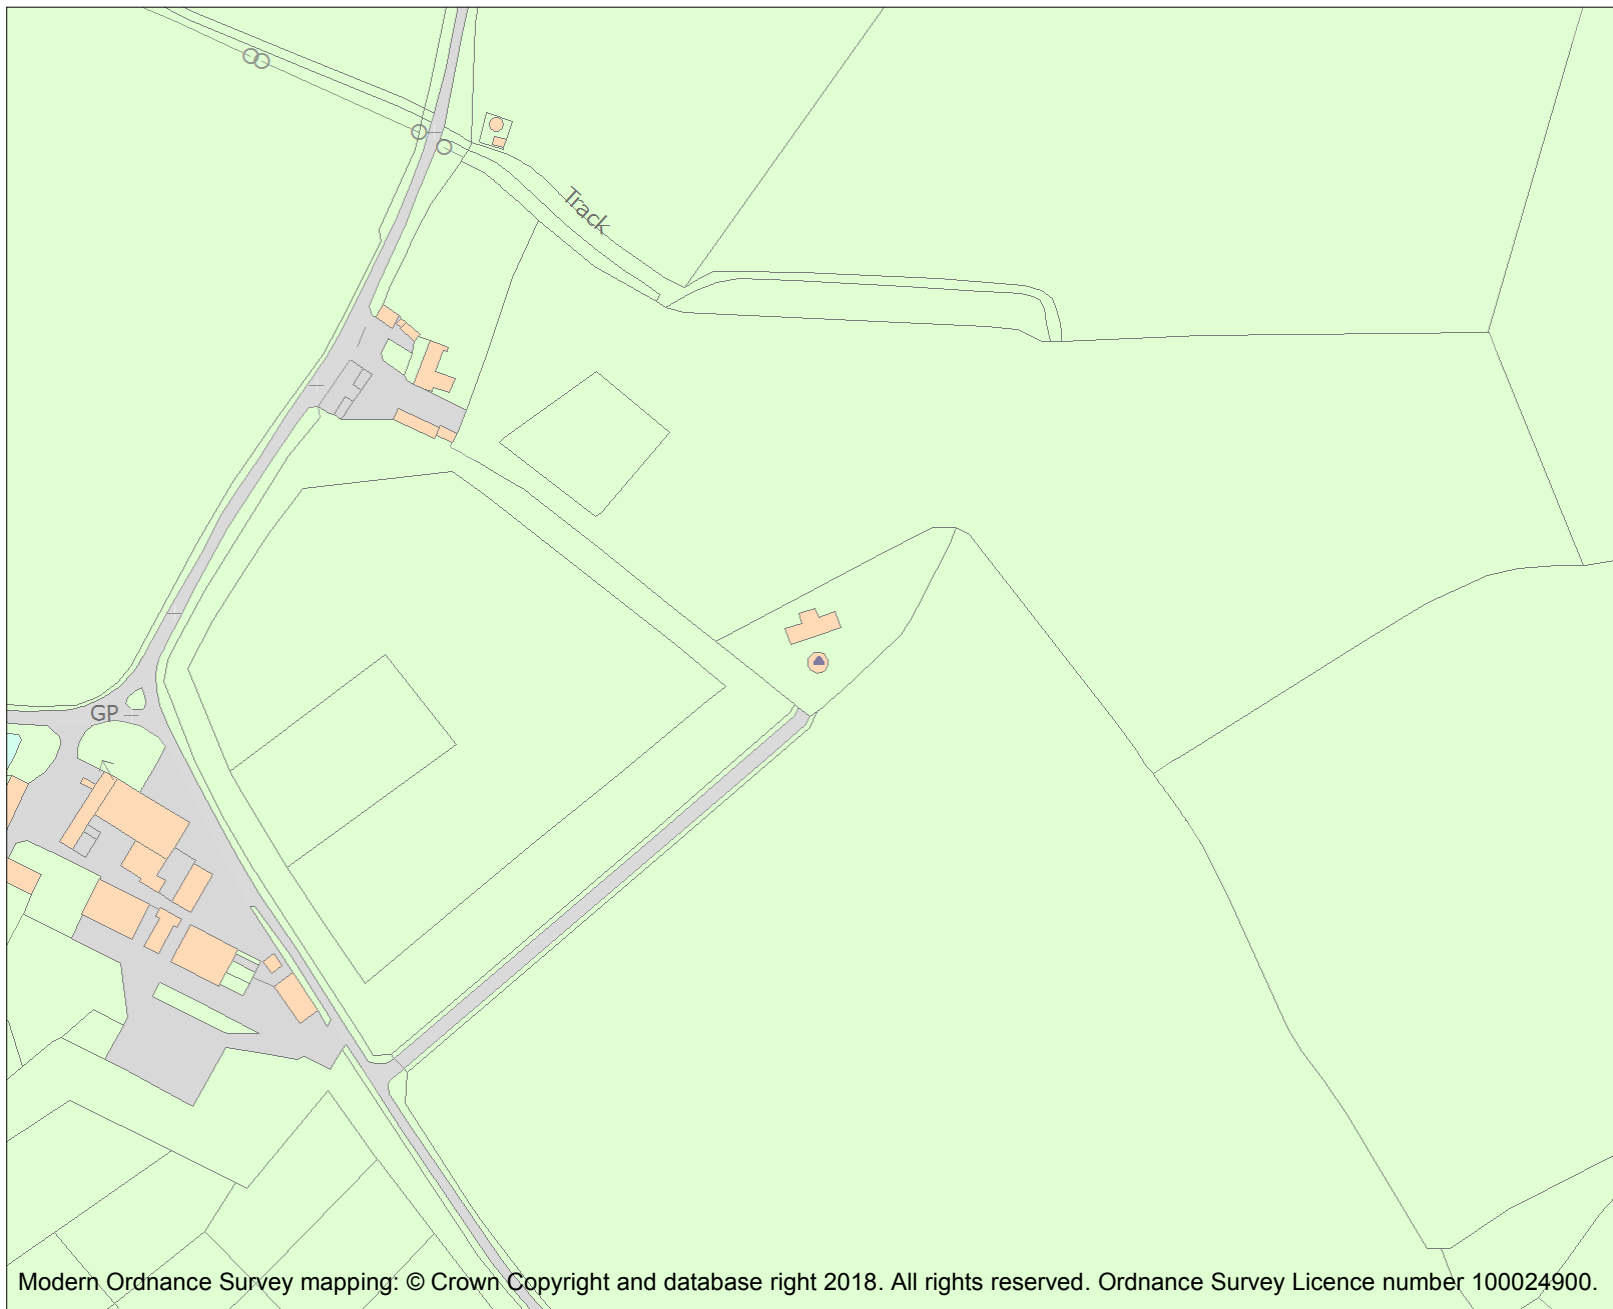 Track
GP
Modern Ordnance Survey mapping: © Crown Copyright and database right 2018. All rights reserved. Ordnance Survey Licence number 100024900.